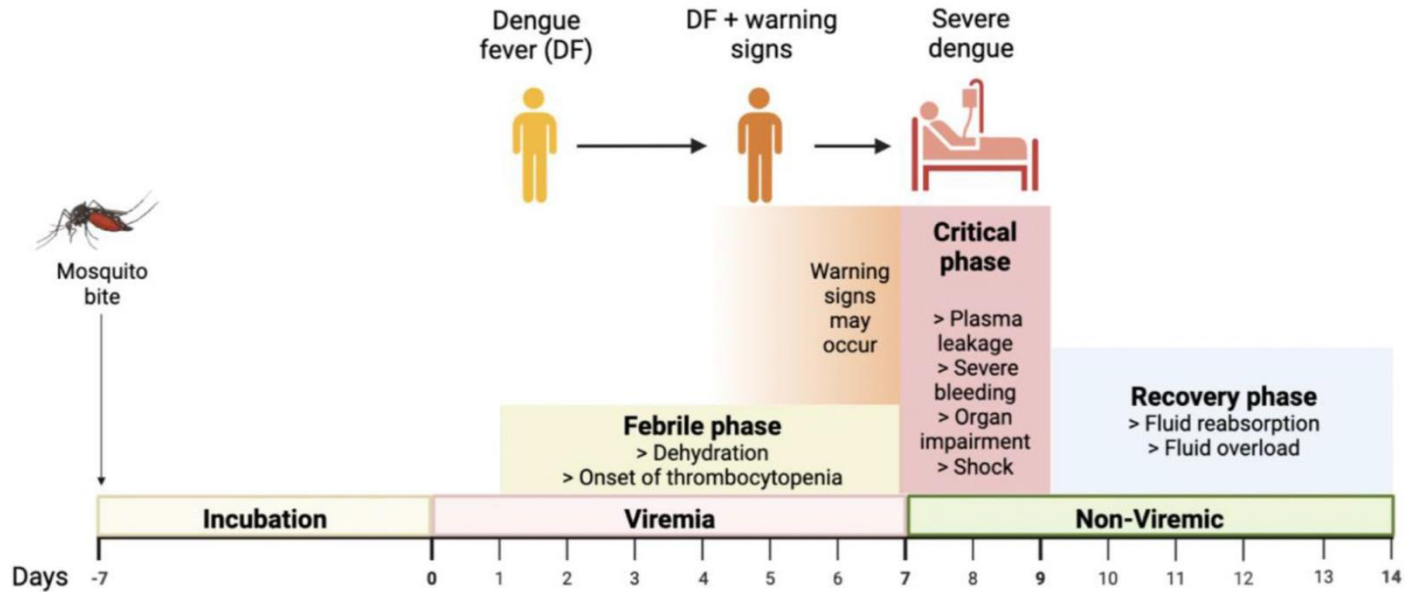 Dengue
fever (DF)
DF + warning
signs
Severe
dengue
Mosquito
bite
Warning
signs
may
occur
Critical
phase
> Plasma
leakage
> Severe
bleeding
> Organ
impairment
> Shock
Febrile phase
> Dehydration
> Onset of thrombocytopenia
Recovery phase
> Fluid reabsorption
> Fluid overload
Incubation
Viremia
Non-Viremic
Days -7 0 1 2 3 4 5 6 7 8 9 10 11 12 13 14